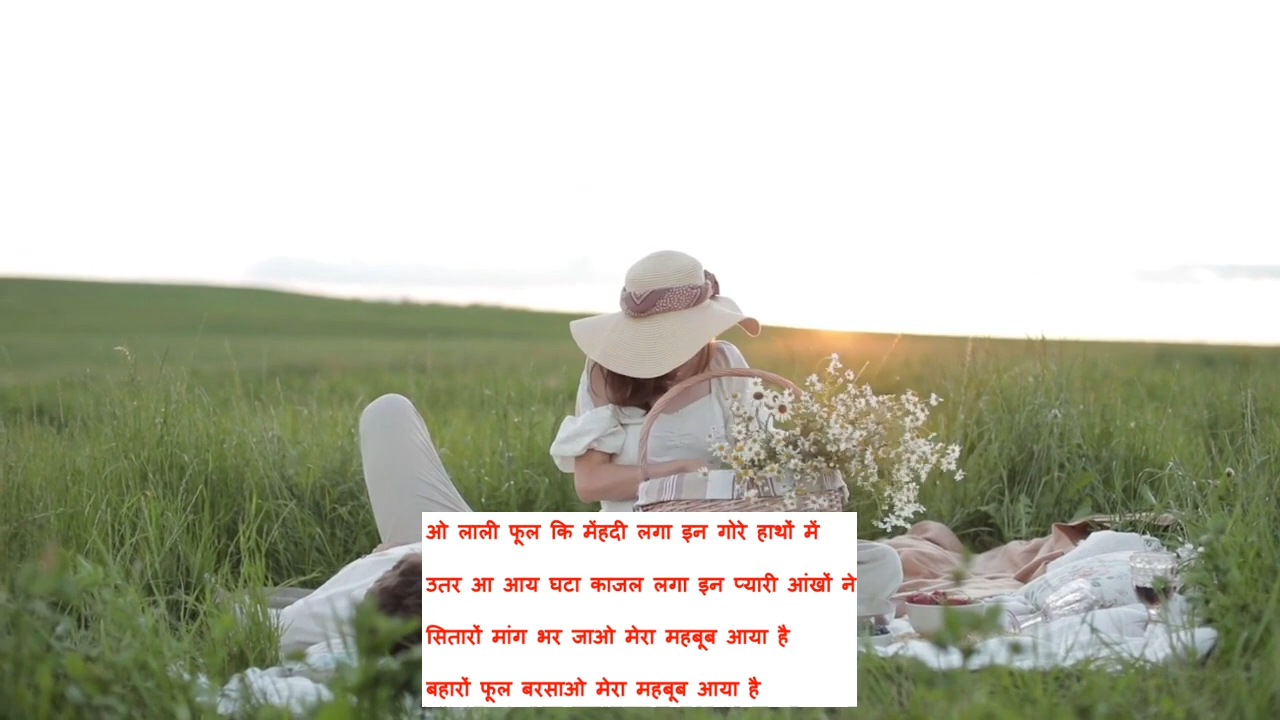 ओ लाली फूल कि मेंहदी लगा इन गोरे हाथों में
उतर आ आय घटा काजल लगा इन प्यारी आंखों ने
सितारों मांग भर जाओ मेरा महबूब आया है
बहारों फूल बरसाओ मेरा महबूब आया है